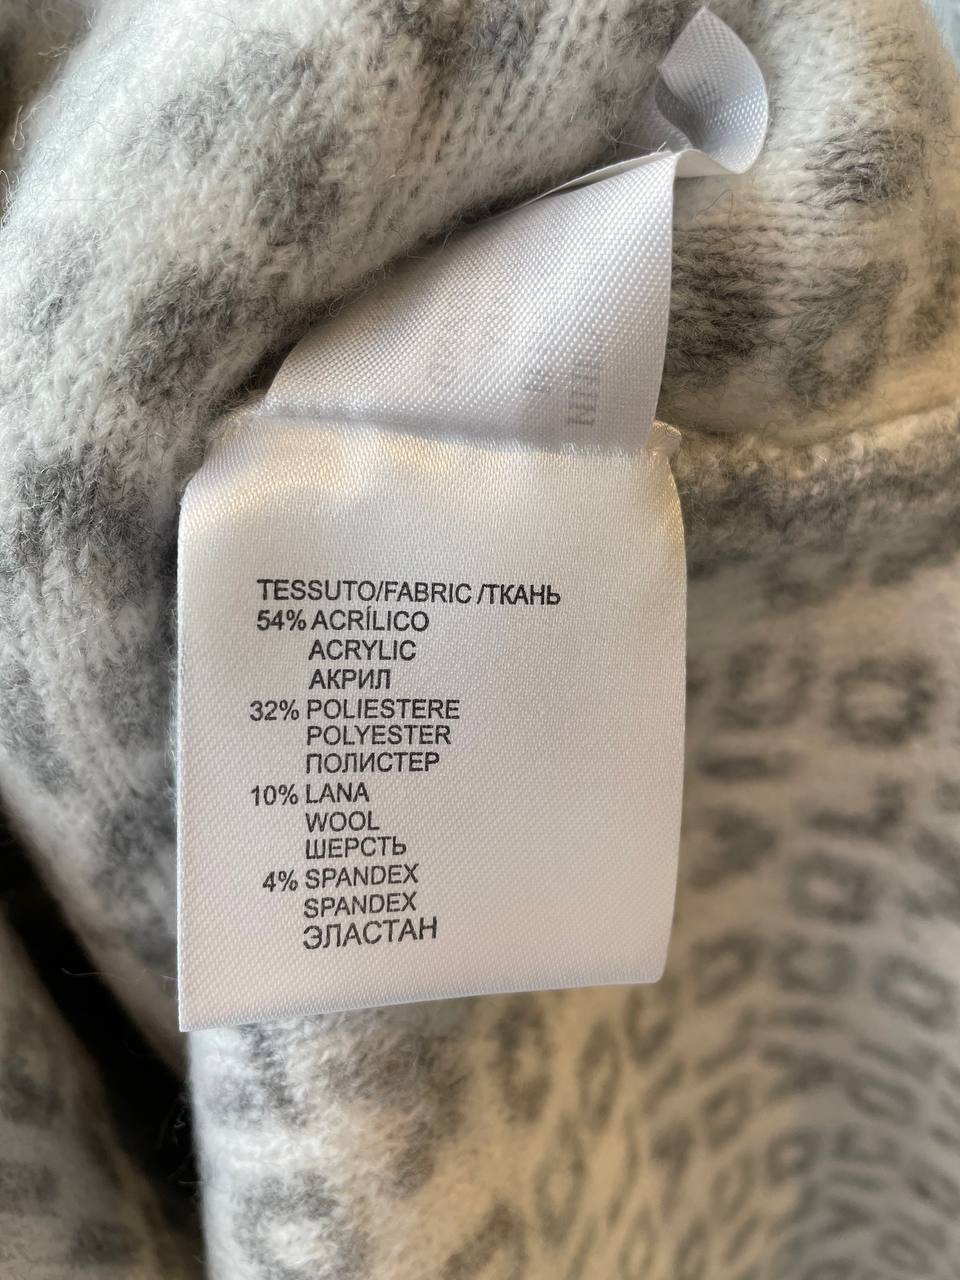 TESSUTO/FABRIC /ТКАНЬ
54% ACRÍLICO
ACRYLIC
АКРИЛ
32% POLIESTERE
POLYESTER
ПОЛИСТЕР
10% LANA
WOOL
ШЕРСТЬ
4% SPANDEX
SPANDEX
ЭЛАСТАН